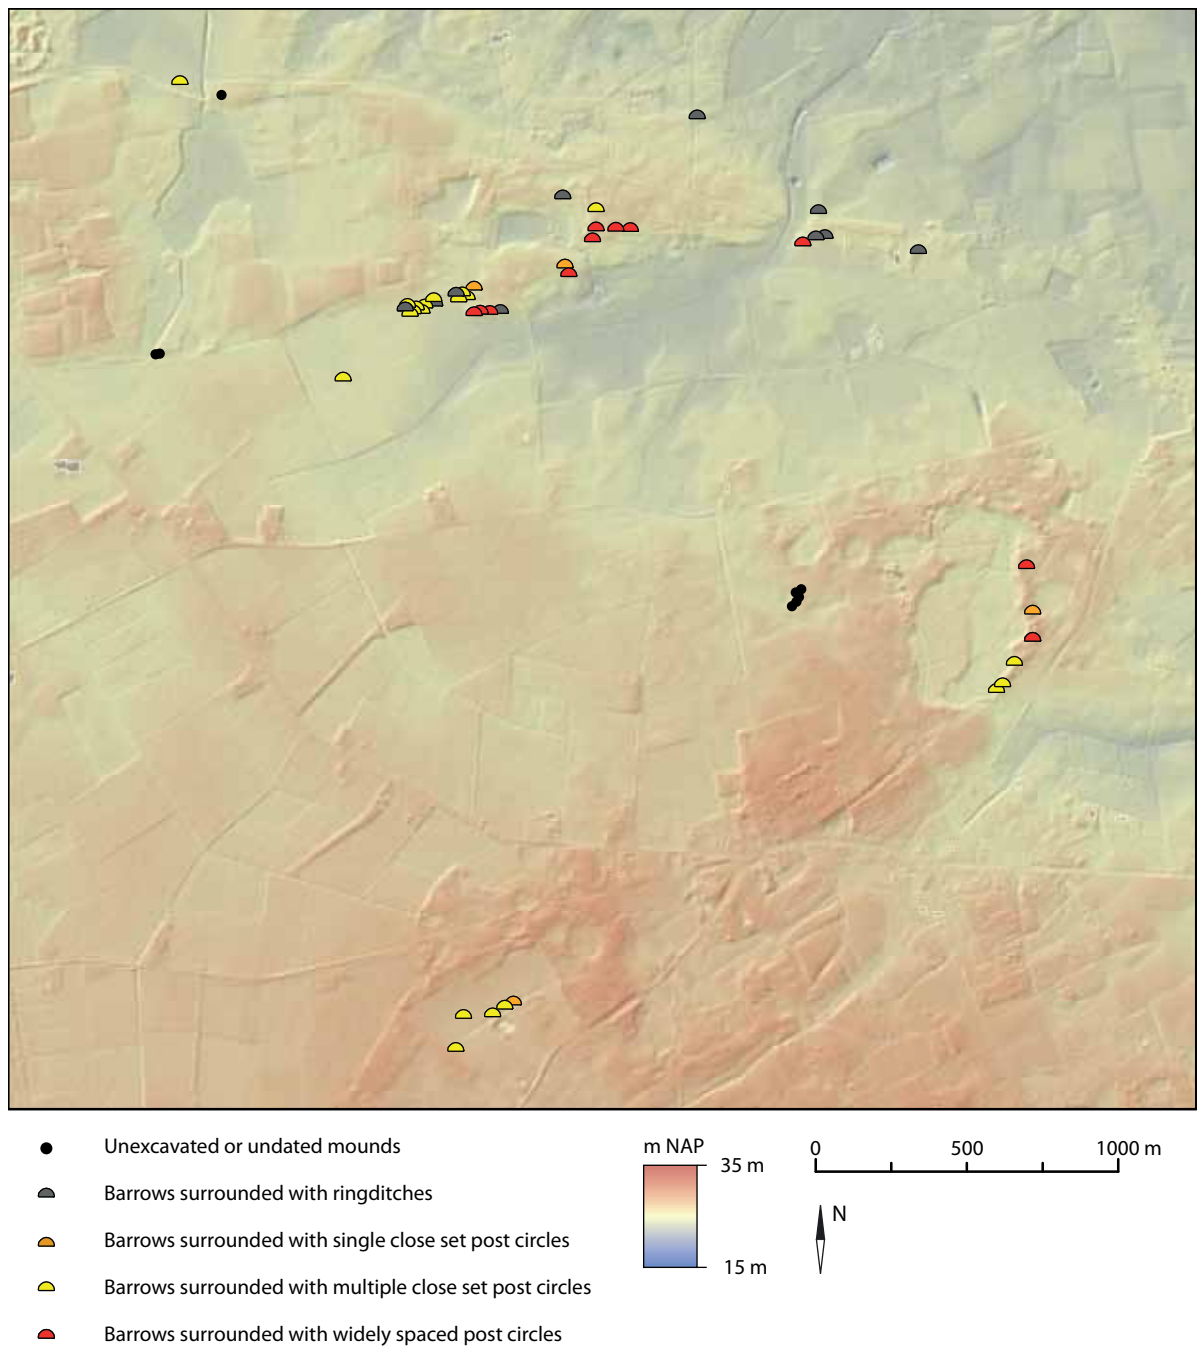 Unexcavated or undated mounds
Barrows surrounded with ringditches
Barrows surrounded with single close set post circles
Barrows surrounded with multiple close set post circles
Barrows surrounded with widely spaced post circles
m NAP
35 m
15 m
0 500 1000 m
N